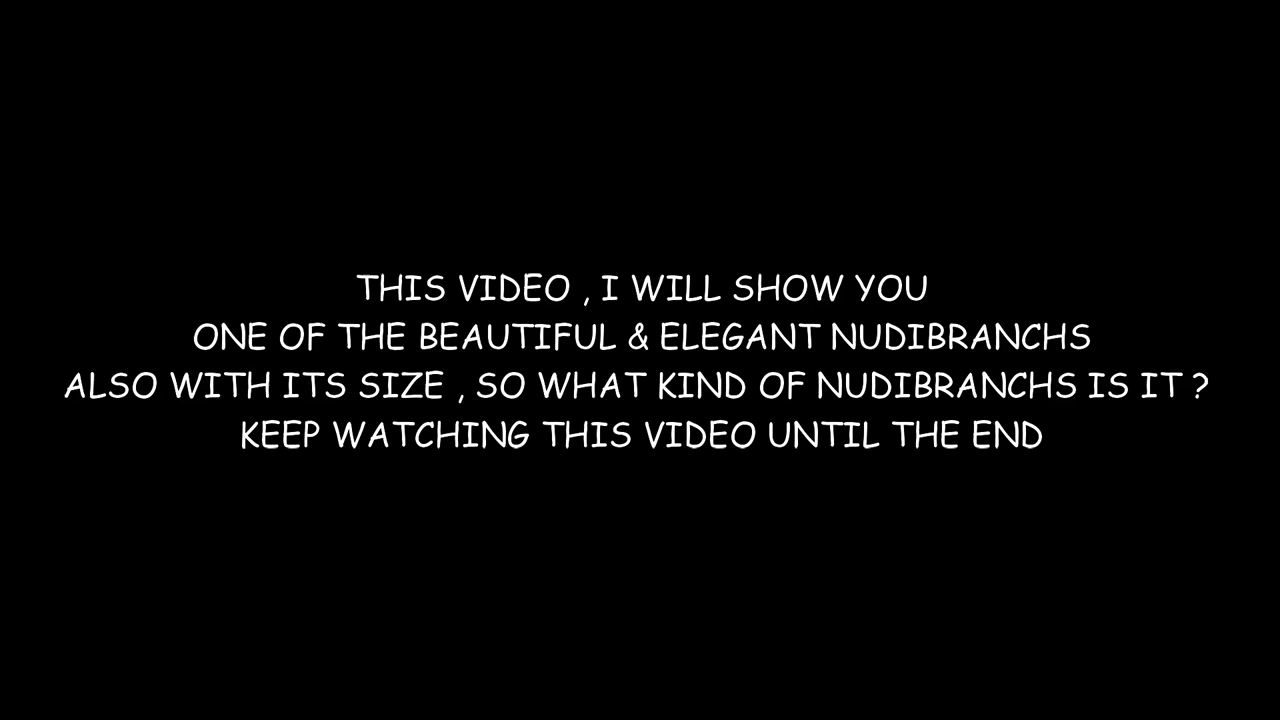 THIS VIDEO , I WILL SHOW YOU
ONE OF THE BEAUTIFUL & ELEGANT NUDIBRANCHS
ALSO WITH ITS SIZE , SO WHAT KIND OF NUDIBRANCHS IS IT ?
KEEP WATCHING THIS VIDEO UNTIL THE END